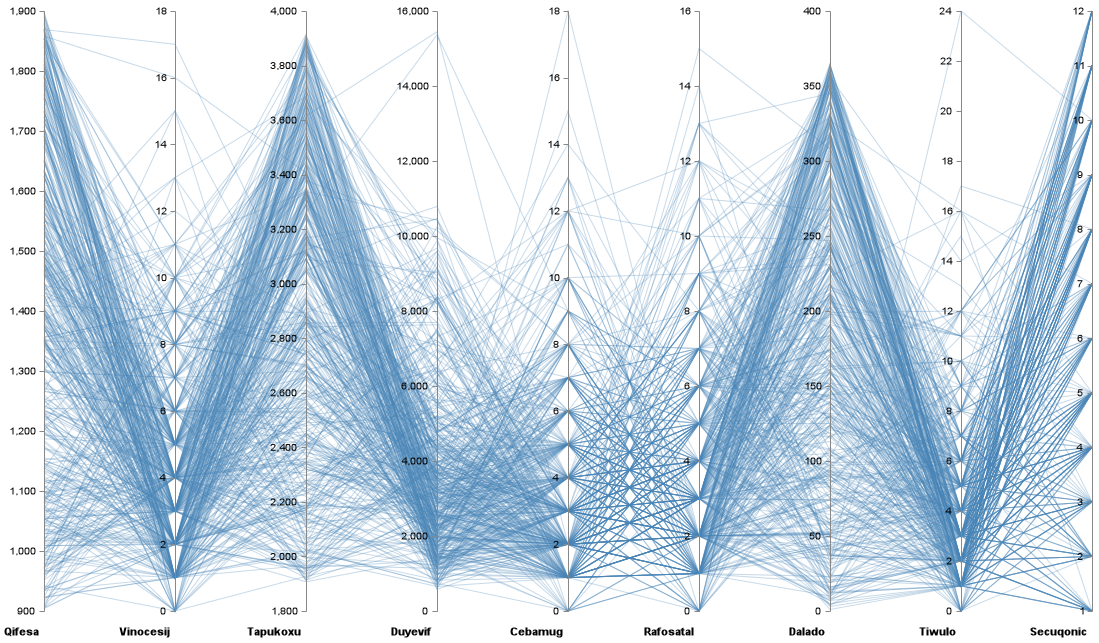 1,900 18 4,000 16,000 18 16 400 24 12
1,800 16 3,800 14,000 16 14 350 22 11
1,700 14 3,600 12,000 14 12 300 20 10
1,600 12 3,400 10,000 12 10 250 18 9
1,500 10 3,200 8,000 10 8 200 16 8
1,400 8 3,000 6,000 8 6 150 14 7
1,300 6 2,800 4,000 6 4 100 12 6
1,200 4 2,600 2,000 4 2 50 10 5
1,100 2 2,400 0 2 0 0 8 4
1,000 0 2,200 0 6 3
900 2,000 4 2
1,800 2 1
0
Qifesa Vinocesij Tapukoxu Duyevif Cebamug Rafosatal Dalado Tiwulo Secuqonic